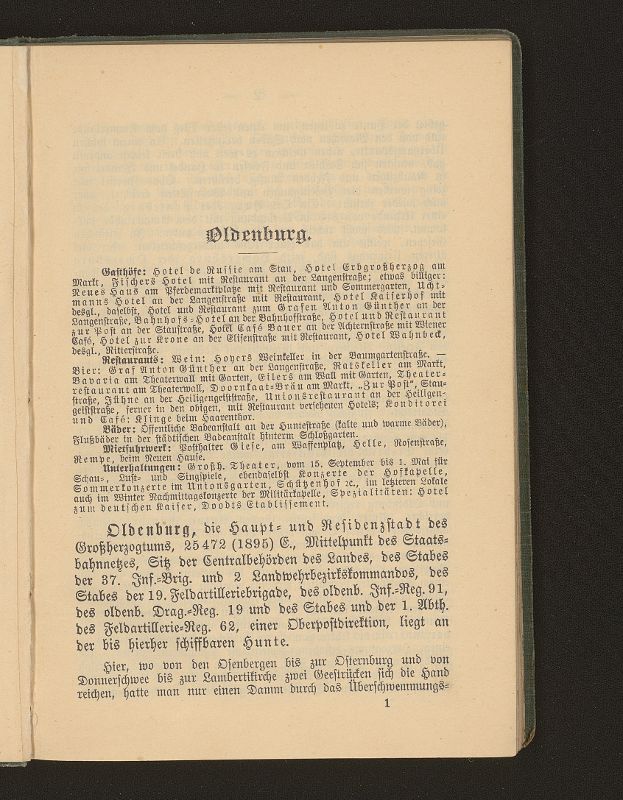 Oldenburg.
Gasthöfe: Hotel de Russie am Stau, Hotel Erbgroßherzog am
Markt, Fischers Hotel mit Restaurant an der Langenstraße; etwas billiger:
Neues Haus am Pferdemarktplatz mit Restaurant und Sommergarten, Acht-
manns Hotel an der Langenstraße mit Restaurant, Hotel Kaiserhof mit
desgl., daselbst, Hotel und Restaurant zum Grafen Anton Günther an der
Langenstraße, Bahnhofs-Hotel an der Bahnhofstraße, Hotel und Restaurant
zur Post an der Staustraße, Hotel Café Bauer an der Achternstraße mit Wiener
Café, Hotel zur Krone an der Elisenstraße mit Restaurant, Hotel Wahnbeck,
desgl., Ritterstraße.
Restaurants: Wein: Hoyers Weinkeller in der Baumgartenstraße. —
Bier: Graf Anton Günther an der Langenstraße, Ratskeller am Markt,
Bavaria am Theaterwall mit Garten, Eilers am Wall mit Garten, Theater-
restaurant am Theaterwall, Doornkaat-Bräu am Markt, „Zur Post“, Stau-
straße, Jühne an der Heiligengeiststraße, Unionsrestaurant an der Heiligen-
geiststraße, ferner in den obigen, mit Restaurant versehenen Hotels; Konditorei
und Café: Klinge beim Haarenthor.
Bäder: Öffentliche Badeanstalt an der Huntestraße (kalte und warme Bäder),
Flußbäder in der städtischen Badeanstalt hinterm Schloßgarten.
Mietsfuhrwerk: Posthalter Giese, am Waffenplatz, Helle, Rosenstraße,
Rempe, beim Neuen Hause.
Unterhaltungen: Großh. Theater, vom 15. September bis 1. Mai für
Schau-, Lust- und Singspiele, ebendaselbst Konzerte der Hofkapelle,
Sommerkonzerte im Unionsgarten, Schützenhof ꝛc., im letzteren Lokale
auch im Winter Nachmittagskonzerte der Militärkapelle, Spezialitäten: Hotel
zum deutschen Kaiser, Doodts Etablissement.
Oldenburg, die Haupt- und Residenzstadt des
Großherzogtums, 25 472 (1895) E., Mittelpunkt des Staats-
bahnnetzes, Sitz der Centralbehörden des Landes, des Stabes
der 37. Inf.-Brig. und 2 Landwehrbezirkskommandos, des
Stabes der 19. Feldartilleriebrigade, des oldenb. Inf.-Reg. 91,
des oldenb. Drag.-Reg. 19 und des Stabes und der 1. Abth.
des Feldartillerie-Reg. 62, einer Oberpostdirektion, liegt an
der bis hierher schiffbaren Hunte.
Hier, wo von den Osenbergen bis zur Osternburg und von
Donnerschwee bis zur Lambertikirche zwei Geestrücken sich die Hand
reichen, hatte man nur einen Damm durch das Überschwemmungs-
1